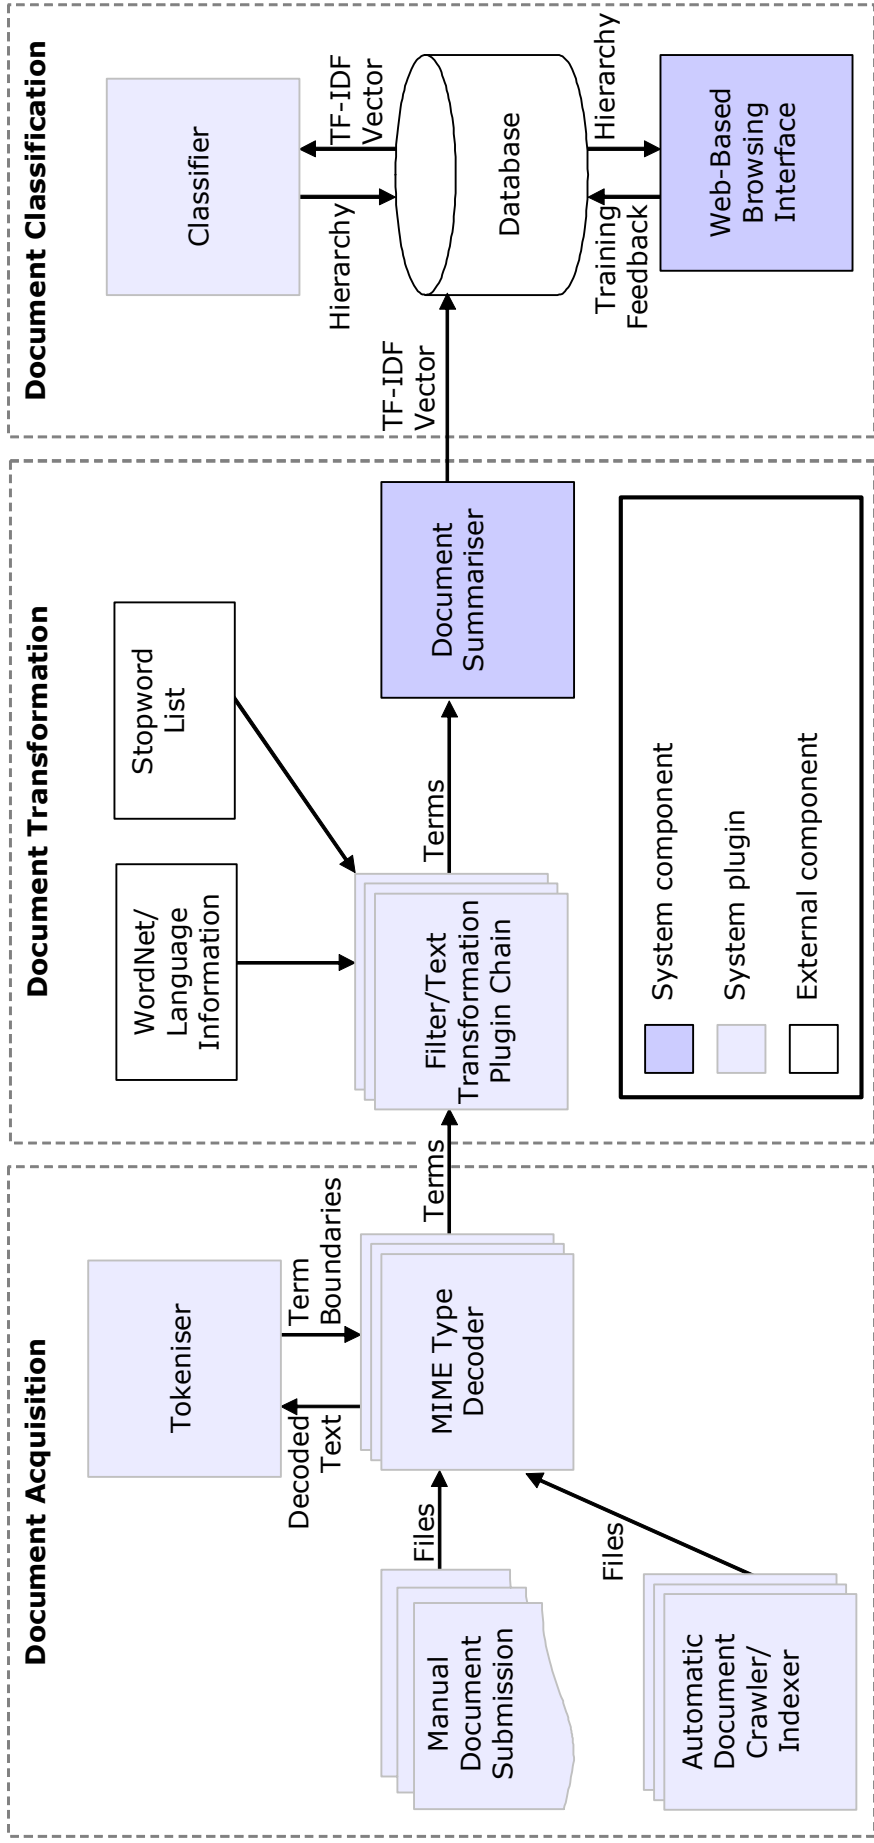 Document Acquisition
Tokeniser
Decoded
Text
Term
Boundaries
MIME Type
Decoder
Files
Files
Manual
Document
Submission
Automatic
Document
Crawler/
Indexer
Terms
Document Transformation
WordNet/
Language
Information
Stopword
List
Filter/Text
Transformation
Plugin Chain
Terms
Document
Summariser
System component
System plugin
External component
TF-IDF
Vector
Document Classification
Classifier
Hierarchy
TF-IDF
Vector
Database
Training
Feedback
Hierarchy
Web-Based
Browsing
Interface